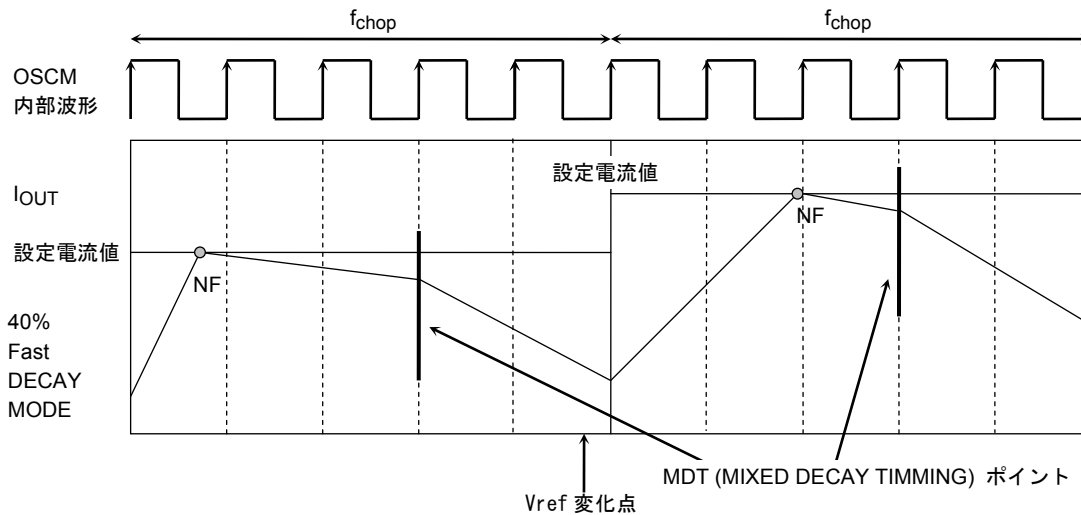 fchop
fchop
OSCM
内部波形
設定電流値
IOUT
NF
設定電流値
NF
40%
Fast
DECAY
MODE
MDT (MIXED DECAY TIMMING) ポイント
Vref 変化点